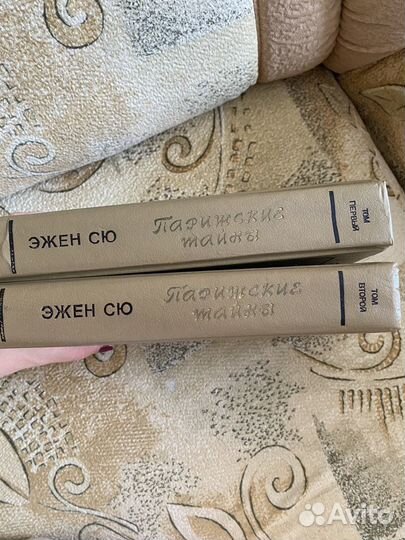 ЭЖЕН СЮ
Парижские
тайны
ТОМ
ПЕРВЫЙ
ЭЖЕН СЮ
Парижские
тайны
ТОМ
ВТОРОЙ
Avito